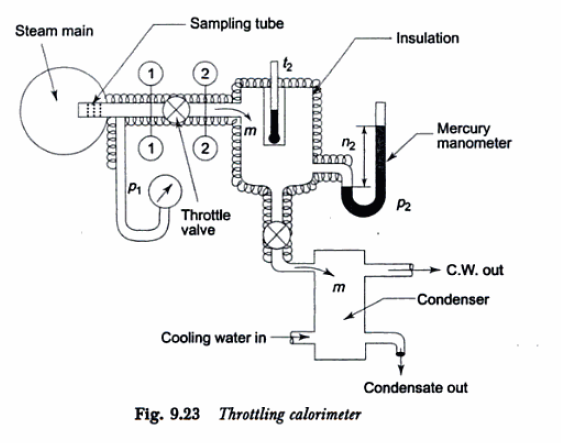 Steam main
Sampling tube
Insulation
1
2
t2
1
2
m
n2
Mercury
manometer
p1
Throttle
valve
p2
m
C.W. out
Condenser
Cooling water in
Condensate out
Fig. 9.23 Throttling calorimeter